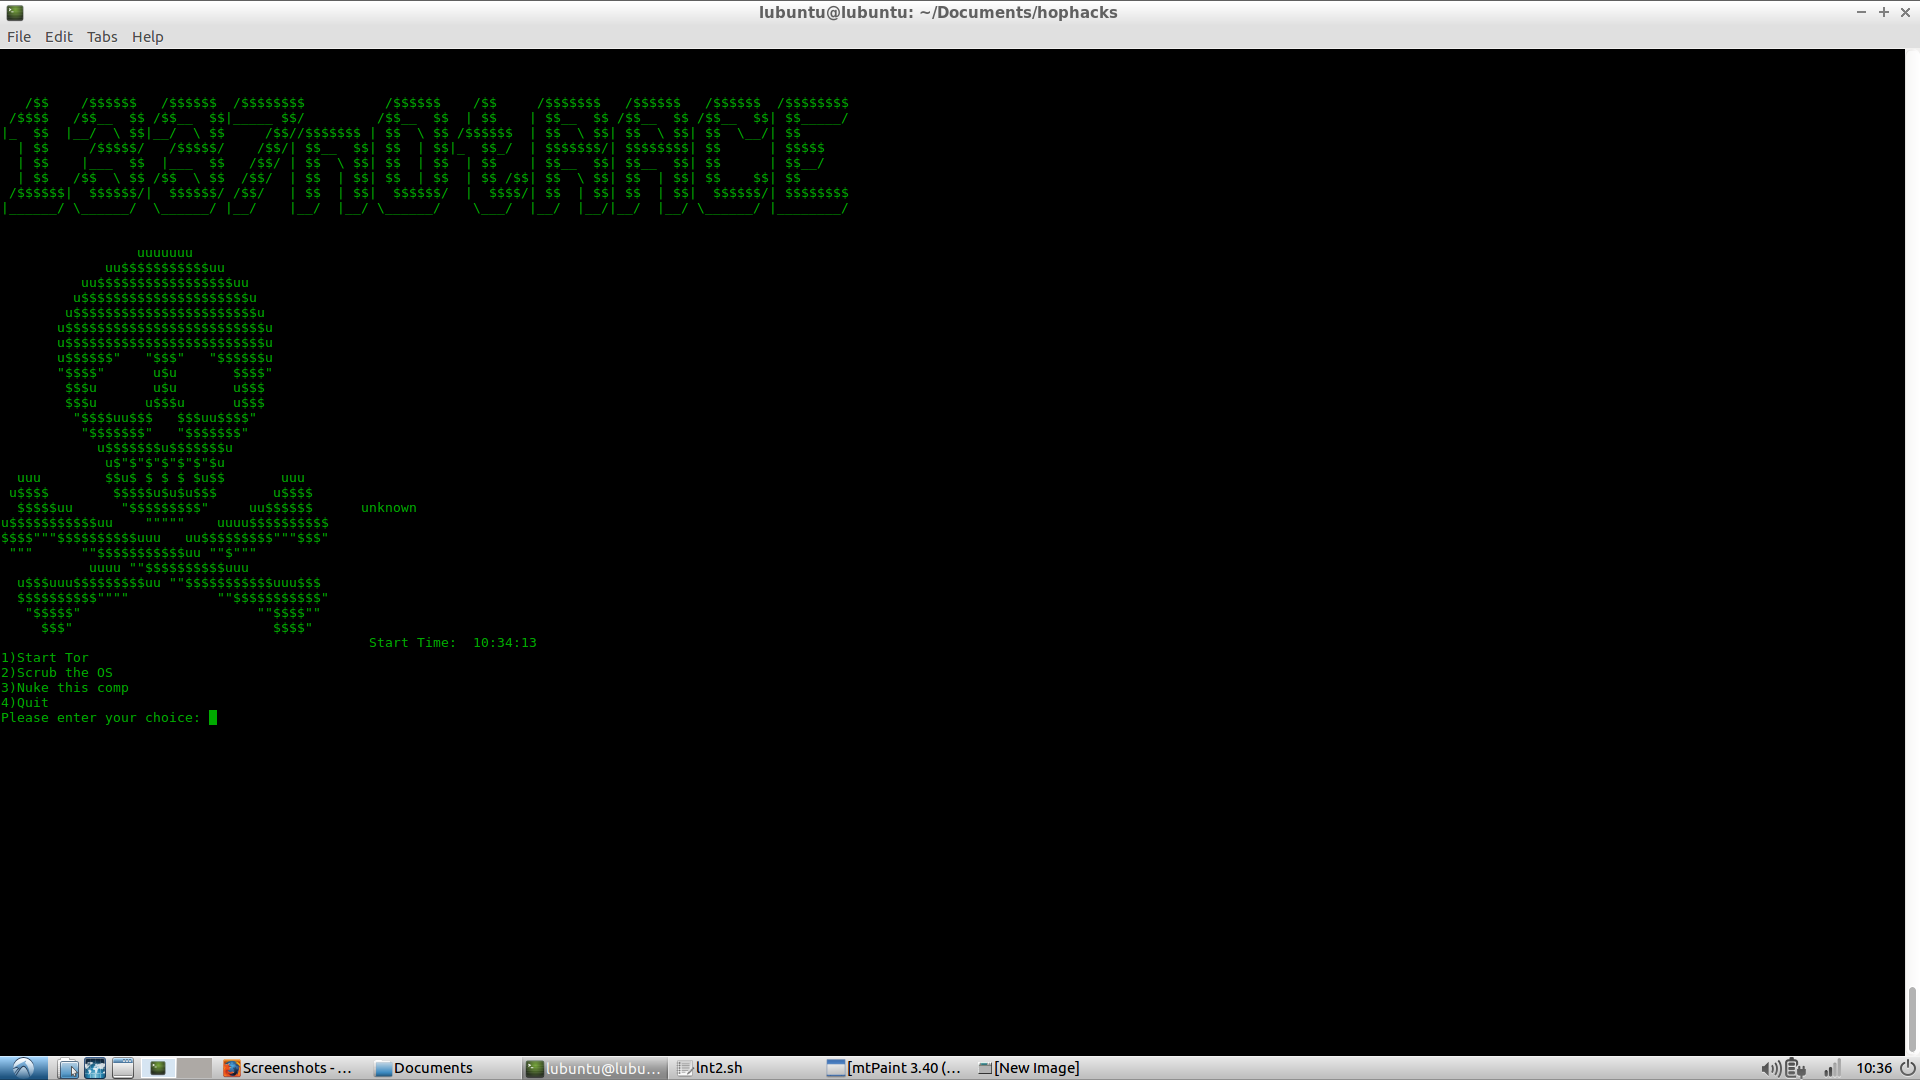 lubuntu@lubuntu: ~/Documents/hophacks
File Edit Tabs Help
1337n0tRACE
unknown
Start Time:  10:34:13
1)Start Tor
2)Scrub the OS
3)Nuke this comp
4)Quit
Please enter your choice:
Screenshots - ...
Documents
lubuntu@lubu...
lnt2.sh
[mtPaint 3.40 (...
[New Image]
10:36